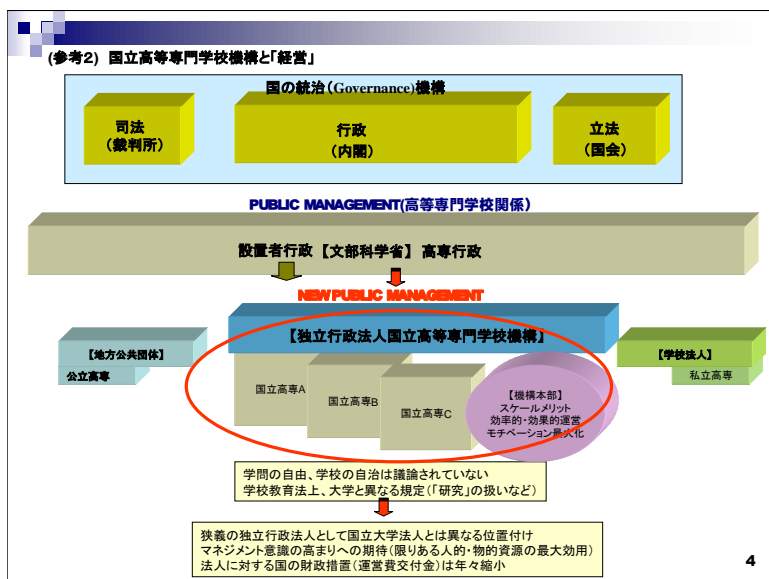 (参考2) 国立高等専門学校機構と「経営」
国の統治(Governance)機構
司法
(裁判所)
行政
(内閣)
立法
(国会)
PUBLIC MANAGEMENT(高等専門学校関係)
設置者行政 【文部科学省】 高専行政
NEW PUBLIC MANAGEMENT
【独立行政法人国立高等専門学校機構】
【地方公共団体】
公立高専
【学校法人】
私立高専
国立高専A
国立高専B
国立高専C
【機構本部】
スケールメリット
効率的・効果的運営
モチベーション最大化
学問の自由、学校の自治は議論されていない
学校教育法上、大学と異なる規定(「研究」の扱いなど)
狭義の独立行政法人として国立大学法人とは異なる位置付け
マネジメント意識の高まりへの期待(限りある人的・物的資源の最大効用)
法人に対する国の財政措置(運営費交付金)は年々縮小
4